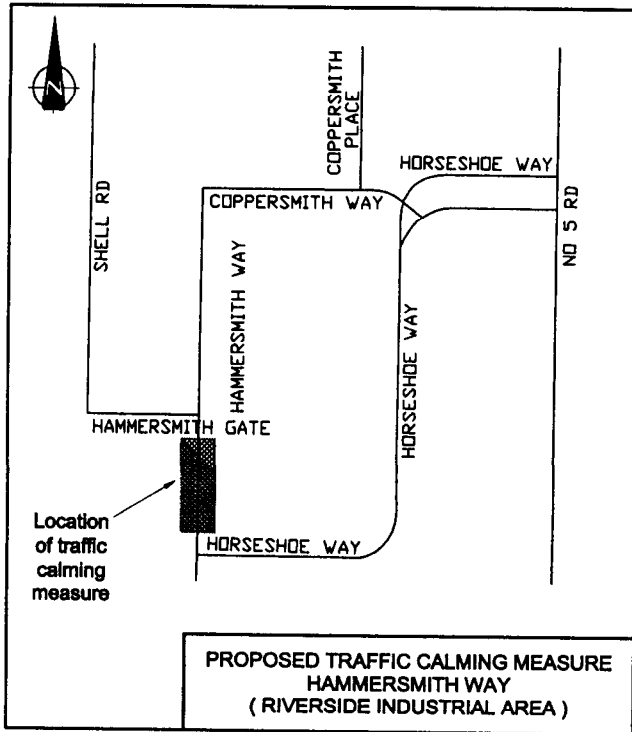 N
COPPERSMITH
PLACE
HORSESHOE WAY
SHELL RD
COPPERSMITH WAY
NO 5 RD
HAMMERSMITH WAY
HORSESHOE WAY
HAMMERSMITH GATE
Location
of traffic
calming
measure
HORSESHOE WAY
PROPOSED TRAFFIC CALMING MEASURE
HAMMERSMITH WAY
( RIVERSIDE INDUSTRIAL AREA )